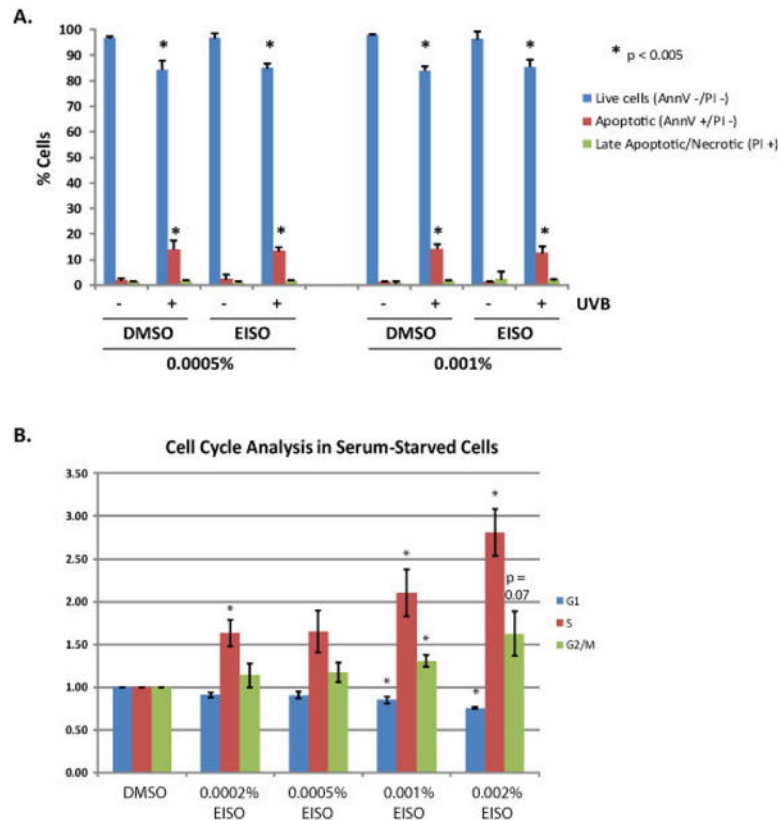 A.
100
90
80
70
60
50
40
30
20
10
0
% Cells
* * * *
* * * *
* p < 0.005
Live cells (AnnV -/PI -)
Apoptotic (AnnV +/PI -)
Late Apoptotic/Necrotic (PI +)
- + - + - + - + UVB
DMSO EISO DMSO EISO
0.0005% 0.001%
B.
Cell Cycle Analysis in Serum-Starved Cells
3.50
3.00
2.50
2.00
1.50
1.00
0.50
0.00
* * * * * *
p =
0.07
G1
S
G2/M
DMSO 0.0002% 0.0005% 0.001% 0.002%
EISO EISO EISO EISO